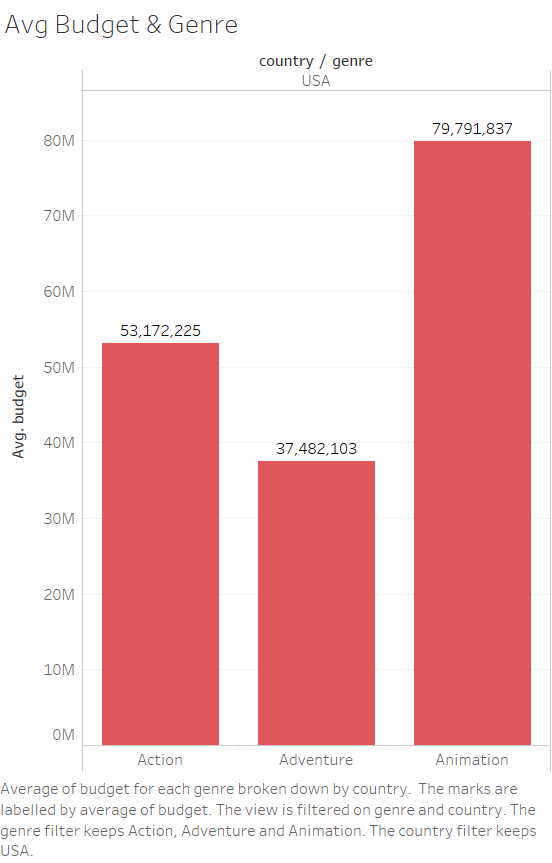 Avg Budget & Genre
country / genre
USA
79,791,837
80M
70M
60M
53,172,225
50M
Avg. budget
40M
37,482,103
30M
20M
10M
0M
Action
Adventure
Animation
Average of budget for each genre broken down by country.  The marks are
labelled by average of budget. The view is filtered on genre and country. The
genre filter keeps Action, Adventure and Animation. The country filter keeps
USA.